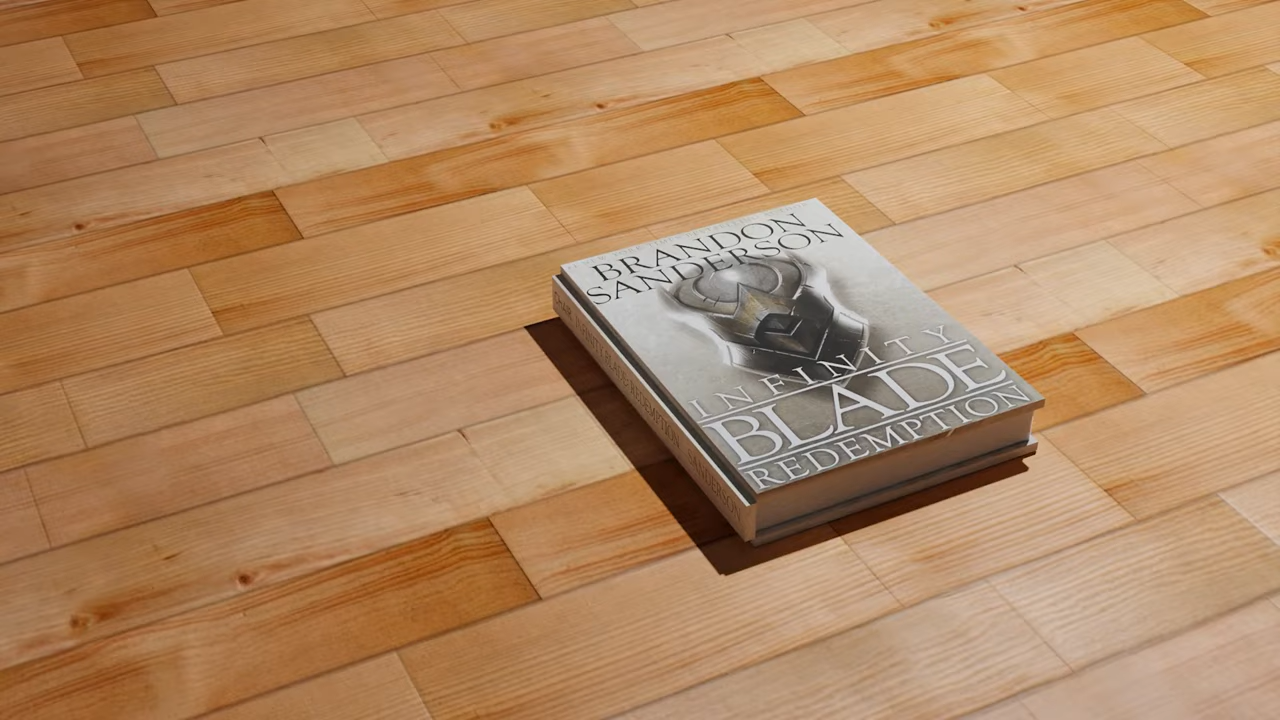 BRANDON
SANDERSON
INFINITY
BLADE
REDEMPTION
INFINITY BLADE: REDEMPTION SANDERSON